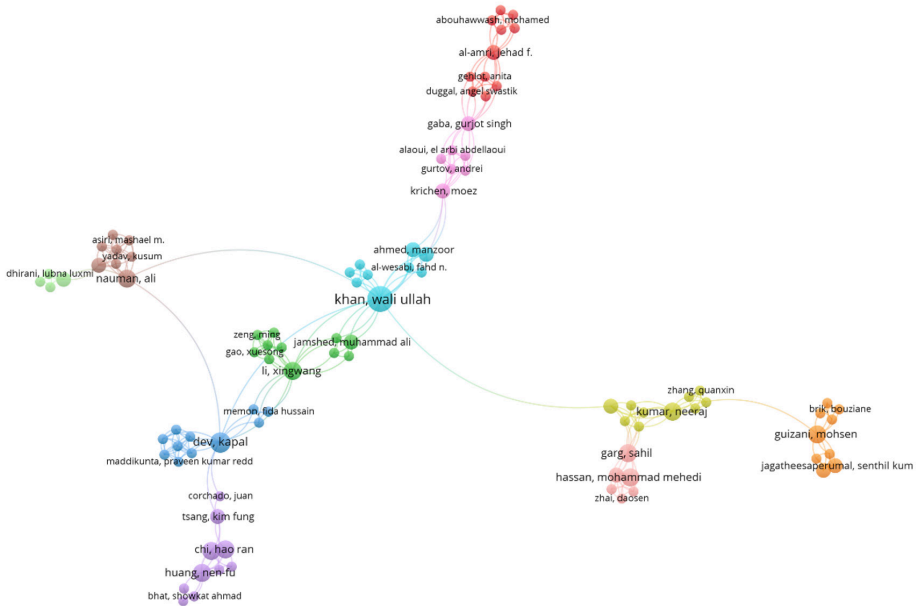 abouhawwash, mohamed
al-amri, jehad f.
gehlot, anita
duggal, angel swastik
gaba, gurjot singh
alaoui, el arbi abdellaoui
gurtov, andrei
krichen, moez
asiri, mashael m.
ahmed, manzoor
yadav, kusum
al-wesabi, fahd n.
dhirani, lubna luxmi
nauman, ali
khan, wali ullah
zeng, ming
jamshed, muhammad ali
gao, xuesong
li, xingwang
zhang, quanxin
memon, fida hussain
kumar, neeraj
brik, bouziane
dev, kapal
guizani, mohsen
garg, sahil
maddikunta, praveen kumar redd
jagatheesaperumal, senthil kum
hassan, mohammad mehedi
corchado, juan
zhai, daosen
tsang, kim fung
chi, hao ran
huang, nen-fu
bhat, showkat ahmad